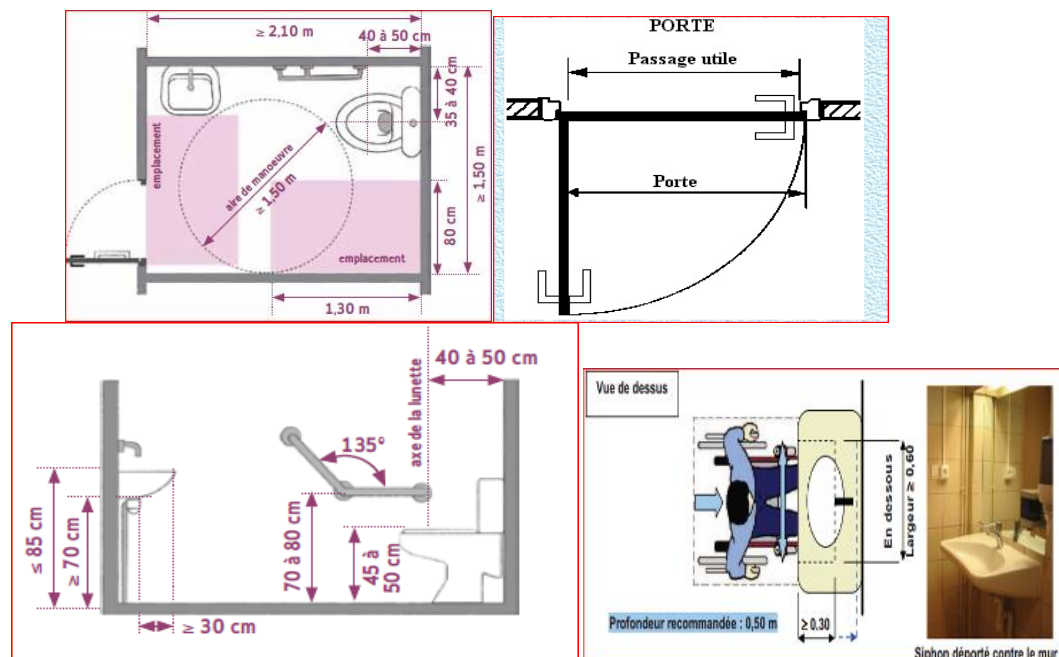 ≥ 2,10 m
40 à 50 cm
35 à 40 cm
≥ 1,50 m
emplacement
aire de manoeuvre
≥ 1,50 m
80 cm
emplacement
1,30 m
PORTE
Passage utile
Porte
40 à 50 cm
axe de la lunette
135°
≤ 85 cm
≥ 70 cm
70 à 80 cm
45 à
50 cm
≥ 30 cm
Vue de dessus
En dessous
Largeur ≥ 0,60
Profondeur recommandée : 0,50 m
≥ 0.30
Siphon déporté contre le mur